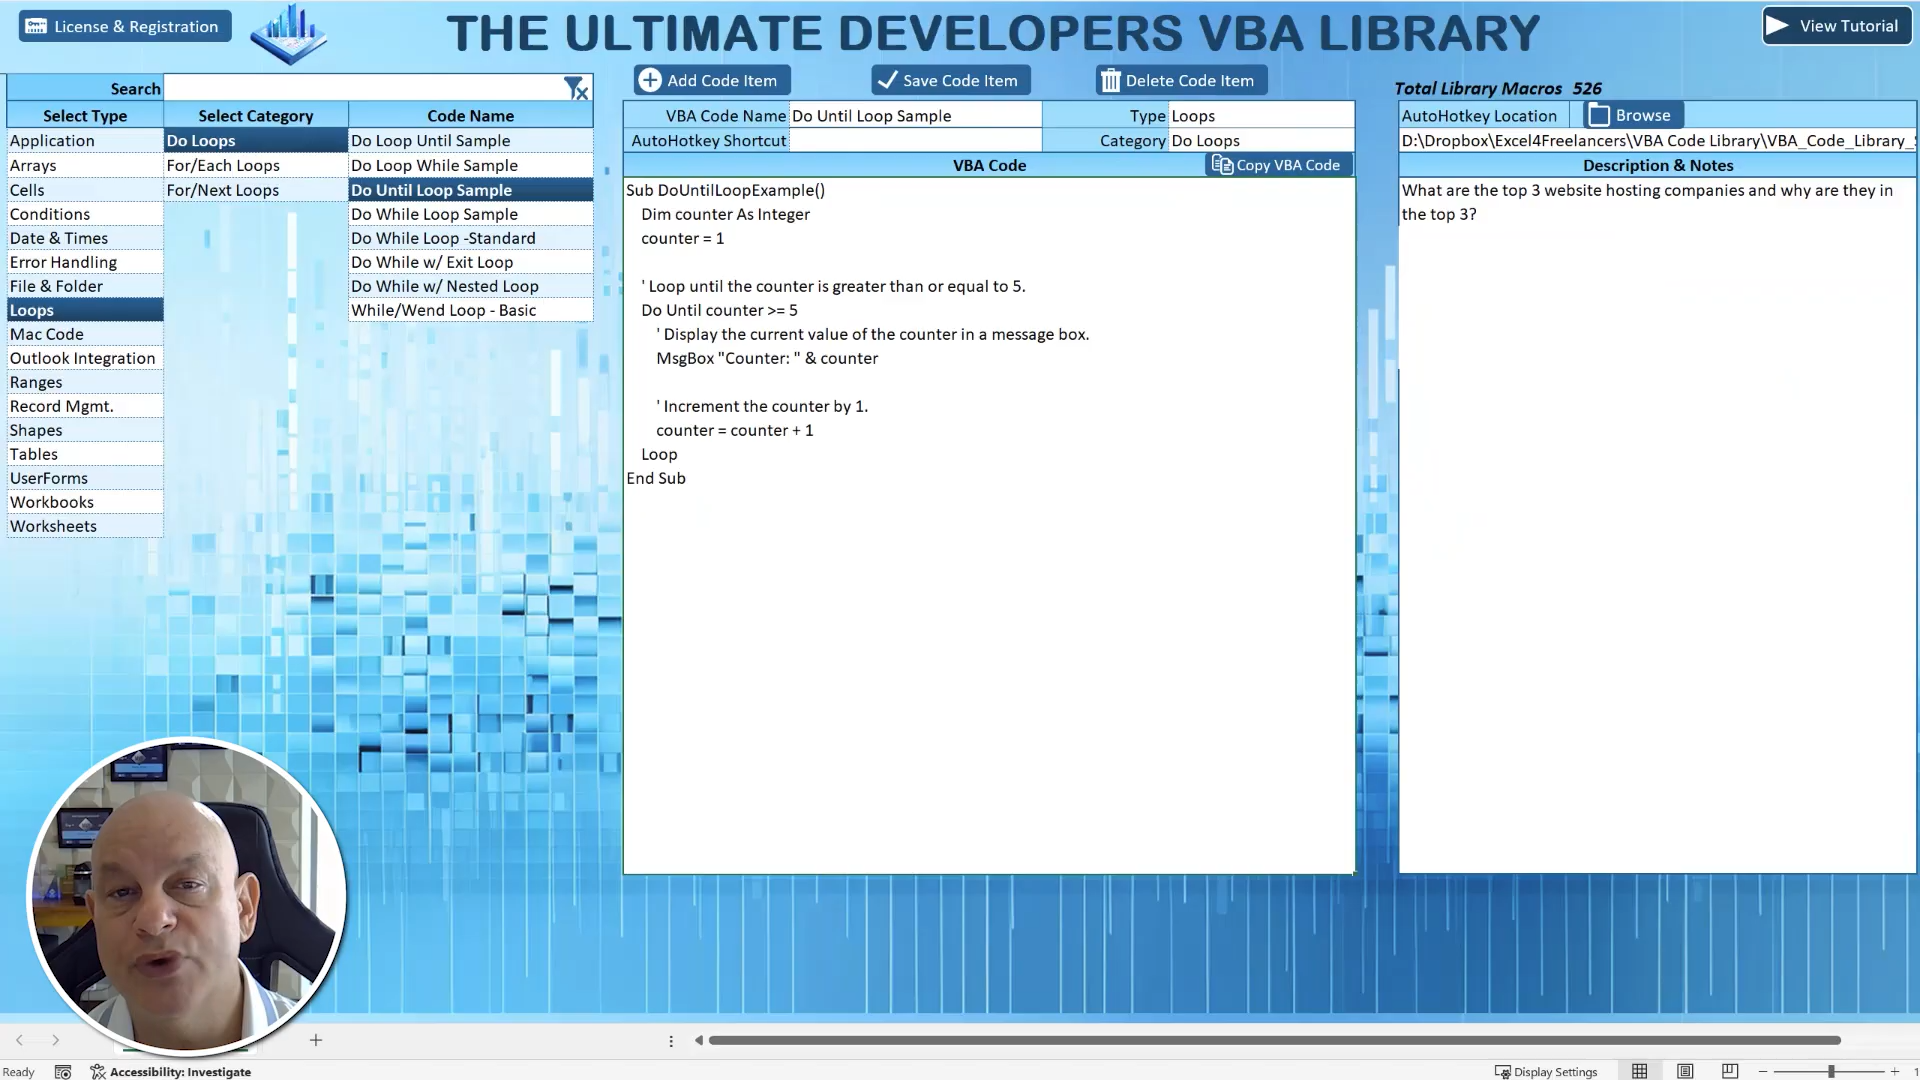 License & Registration
THE ULTIMATE DEVELOPERS VBA LIBRARY
View Tutorial
Search
Add Code Item
Save Code Item
Delete Code Item
Total Library Macros 526
Select Type
Select Category
Code Name
VBA Code Name
Do Until Loop Sample
Type
Loops
AutoHotkey Location
Browse
Application
Do Loops
Do Loop Until Sample
AutoHotkey Shortcut
Category
Do Loops
D:\Dropbox\Excel4Freelancers\VBA Code Library\VBA_Code_Library_
Arrays
For/Each Loops
Do Loop While Sample
VBA Code
Copy VBA Code
Description & Notes
Cells
For/Next Loops
Do Until Loop Sample
Conditions
Do While Loop Sample
Date & Times
Do While Loop -Standard
Error Handling
Do While w/ Exit Loop
File & Folder
Do While w/ Nested Loop
Loops
While/Wend Loop - Basic
Mac Code
Outlook Integration
Ranges
Record Mgmt.
Shapes
Tables
UserForms
Workbooks
Worksheets
Sub DoUntilLoopExample()
Dim counter As Integer
counter = 1
' Loop until the counter is greater than or equal to 5.
Do Until counter >= 5
' Display the current value of the counter in a message box.
MsgBox "Counter: " & counter
' Increment the counter by 1.
counter = counter + 1
Loop
End Sub
What are the top 3 website hosting companies and why are they in
the top 3?
Ready
Accessibility: Investigate
Display Settings